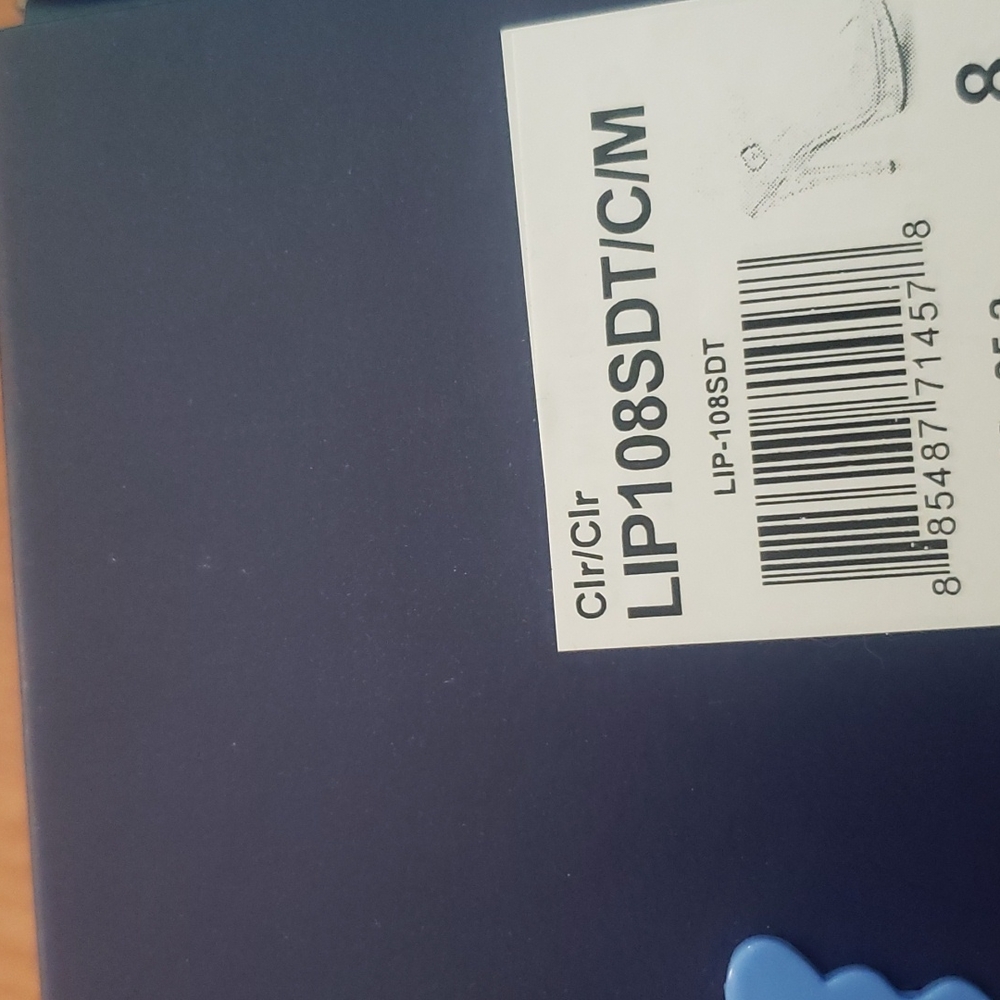 Clr/Clr
LIP108SDT/C/M
LIP-108SDT
8 85487 71457 8
8